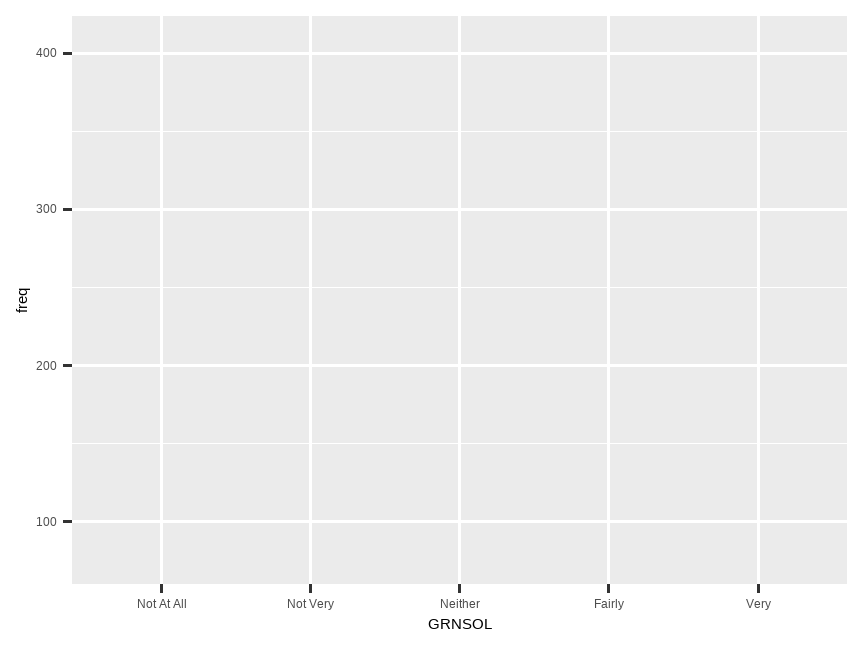 400
300
freq
200
100
Not At All
Not Very
Neither
Fairly
Very
GRNSOL